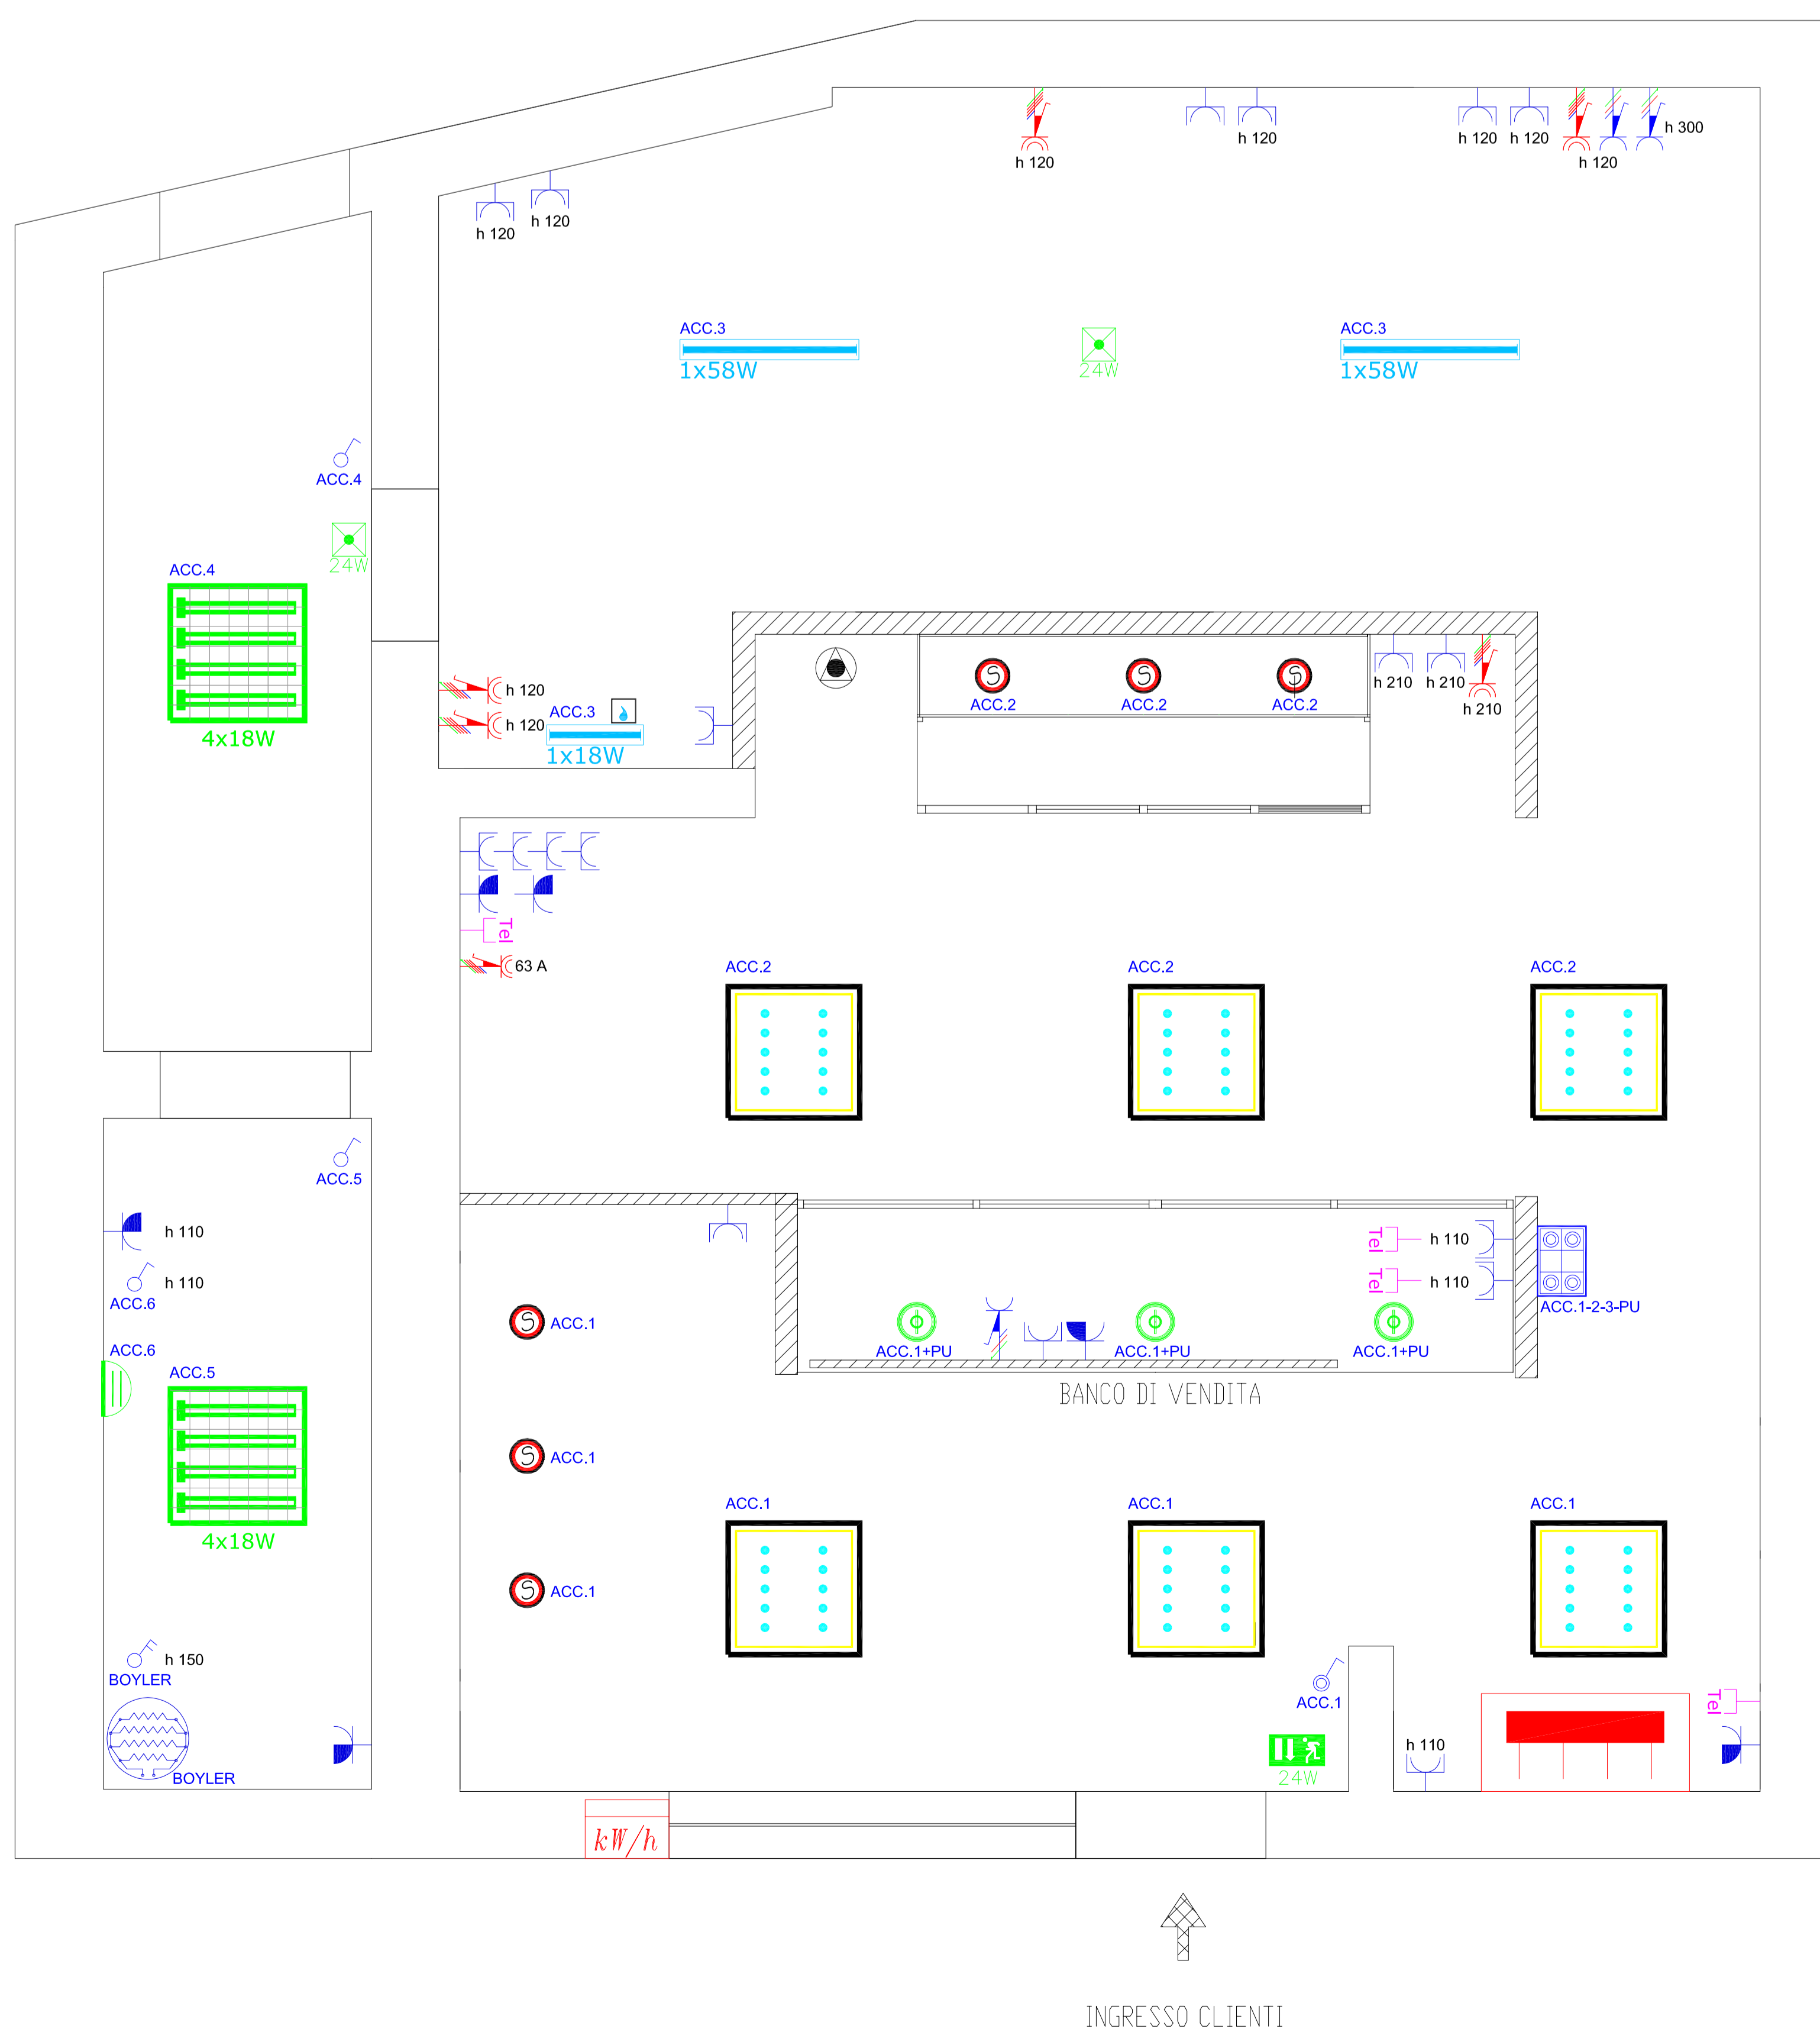 h 300
h 120
h 120
h 120
h 120
h 120
h 120
h 120
ACC.3
1x58W
24W
ACC.3
1x58W
ACC.4
24W
ACC.4
4x18W
h 120
h 120
ACC.3
1x18W
S
S
S
ACC.2
ACC.2
ACC.2
h 210
h 210
h 210
Tel
63 A
ACC.2
ACC.2
ACC.2
ACC.5
h 110
h 110
ACC.6
ACC.6
ACC.5
4x18W
Tel
h 110
Tel
h 110
ACC.1-2-3-PU
S
ACC.1
ACC.1+PU
ACC.1+PU
ACC.1+PU
BANCO DI VENDITA
S
ACC.1
ACC.1
ACC.1
ACC.1
S
ACC.1
h 150
BOYLER
BOYLER
ACC.1
Tel
h 110
24W
kW/h
INGRESSO CLIENTI